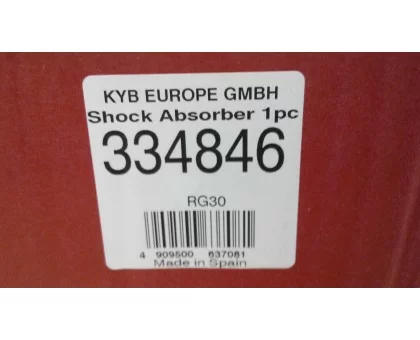 KYB EUROPE GMBH
Shock Absorber 1pc
334846
RG30
4 909500 637081
Made in Spain